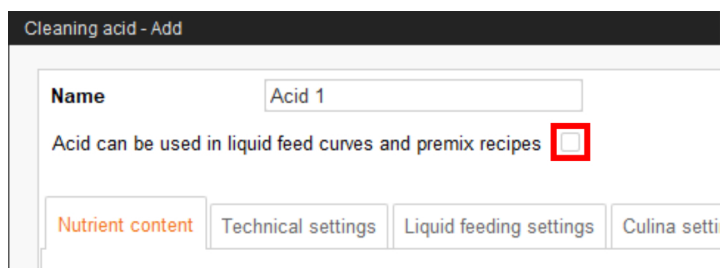 Cleaning acid - Add
Name Acid 1
Acid can be used in liquid feed curves and premix recipes
Nutrient content Technical settings Liquid feeding settings Culina